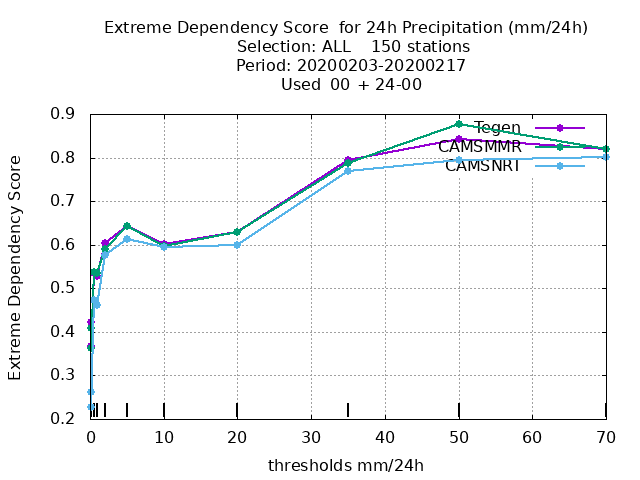 Extreme Dependency Score  for 24h Precipitation (mm/24h)
Selection: ALL    150 stations
Period: 20200203-20200217
Used  00 + 24-00
Extreme Dependency Score
0.9
0.8
0.7
0.6
0.5
0.4
0.3
0.2
Tegen
CAMSMMR
CAMSNRT
0 10 20 30 40 50 60 70
thresholds mm/24h